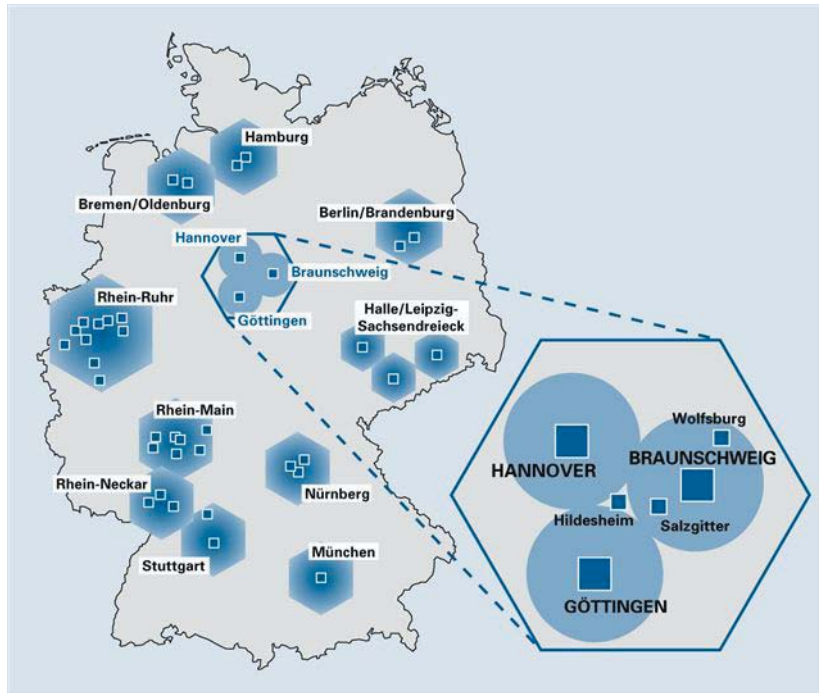 Hamburg
Bremen/Oldenburg
Berlin/Brandenburg
Hannover
Braunschweig
Rhein-Ruhr
Göttingen
Halle/Leipzig-
Sachsendreieck
Rhein-Main
Rhein-Neckar
Nürnberg
Stuttgart
München
Wolfsburg
HANNOVER
BRAUNSCHWEIG
Hildesheim
Salzgitter
GÖTTINGEN